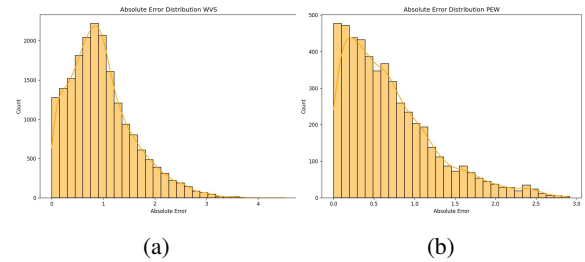 Absolute Error Distribution WVS
Count
2000
1500
1000
500
0
0
1
2
3
4
Absolute Error
(a)
Absolute Error Distribution PEW
Count
500
400
300
200
100
0
0.0
0.5
1.0
1.5
2.0
2.5
3.0
Absolute Error
(b)